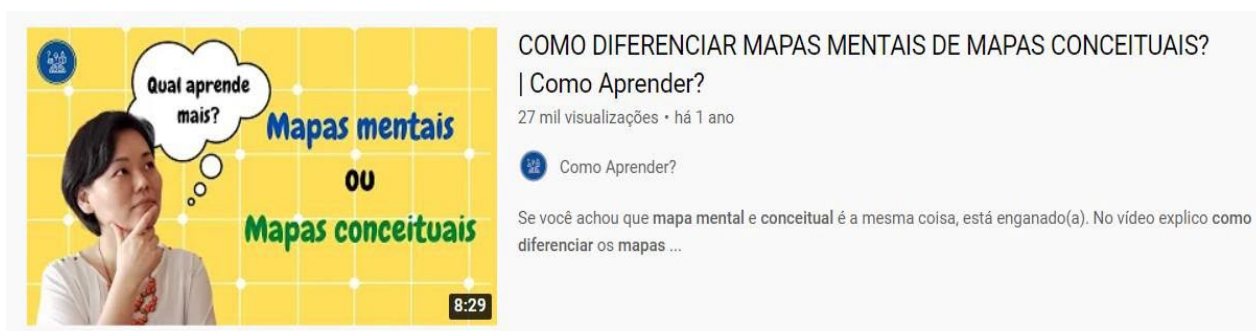 Qual aprende
mais?
Mapas mentais
ou
Mapas conceituais
8:29
COMO DIFERENCIAR MAPAS MENTAIS DE MAPAS CONCEITUAIS?
| Como Aprender?
27 mil visualizações • há 1 ano
Como Aprender?
Se você achou que mapa mental e conceitual é a mesma coisa, está enganado(a). No vídeo explico como
diferenciar os mapas ...